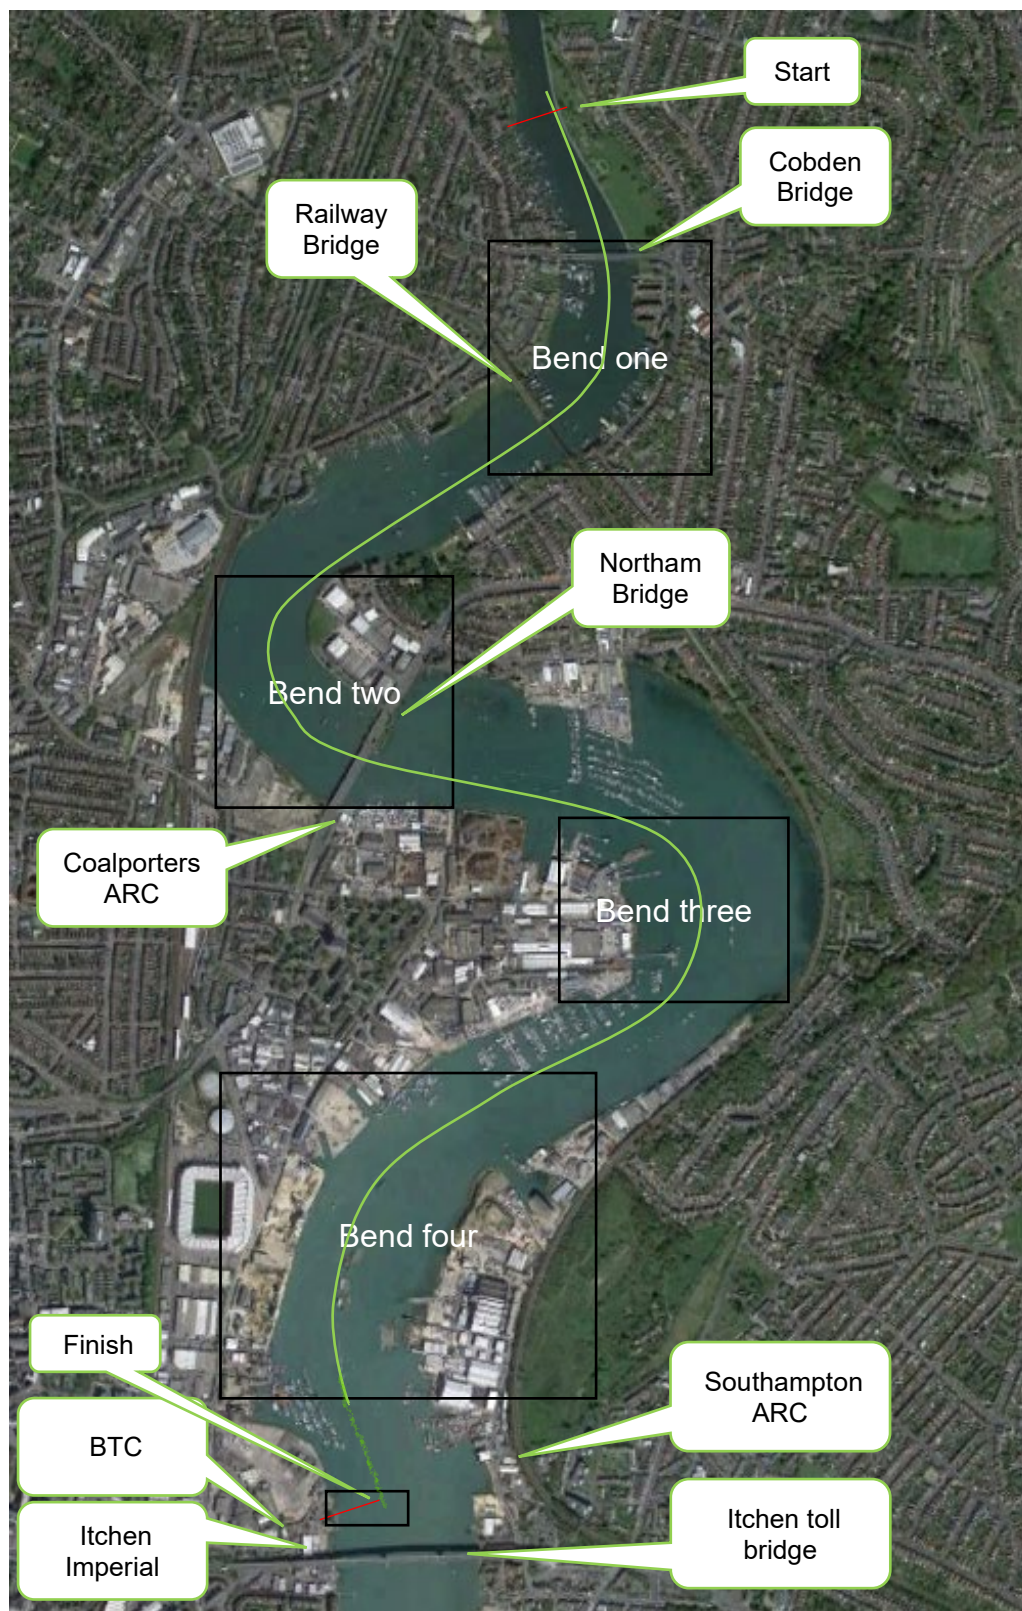 Start
Cobden
Bridge
Railway
Bridge
Bend one
Northam
Bridge
Bend two
Coalporters
ARC
Bend three
Bend four
Finish
Southampton
ARC
BTC
Itchen toll
bridge
Itchen
Imperial